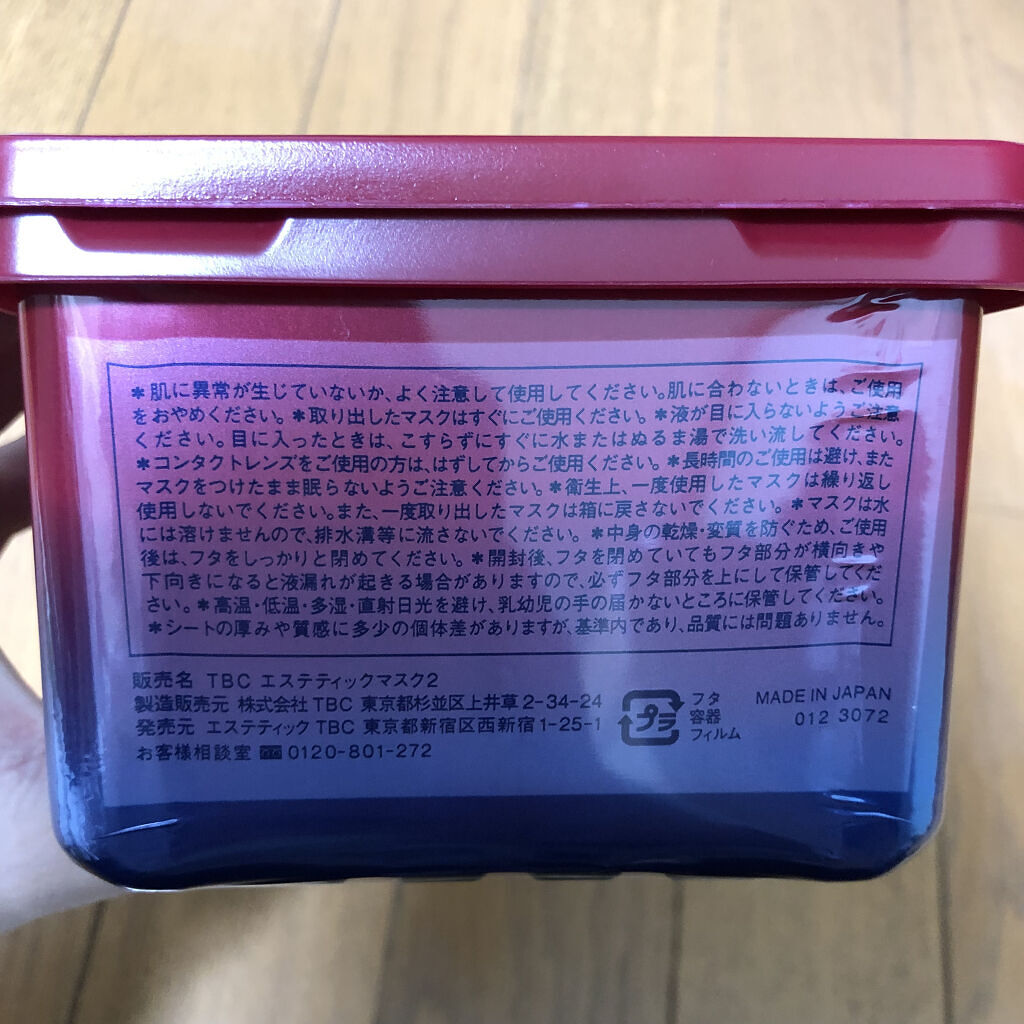 ＊肌に異常が生じていないか、よく注意して使用してください。肌に合わないときは、ご使用
をおやめください。＊取り出したマスクはすぐにご使用ください。＊液が目に入らないようご注意
ください。目に入ったときは、こすらずにすぐに水またはぬるま湯で洗い流してください。
＊コンタクトレンズをご使用の方は、はずしてからご使用ください。＊長時間のご使用は避け、また
マスクをつけたまま眠らないようご注意ください。＊衛生上、一度使用したマスクは繰り返し
使用しないでください。また、一度取り出したマスクは箱に戻さないでください。＊マスクは水
には溶けませんので、排水溝等に流さないでください。＊中身の乾燥・変質を防ぐため、ご使用
後は、フタをしっかりと閉めてください。＊開封後、フタを閉めていてもフタ部分が横向きや
下向きになると液漏れが起きる場合がありますので、必ずフタ部分を上にして保管してくだ
さい。＊高温・低温・多湿・直射日光を避け、乳幼児の手の届かないところに保管してください。
＊シートの厚みや質感に多少の個体差がありますが、基準内であり、品質には問題ありません。
販売名 TBC エステティックマスク2
製造販売元 株式会社TBC 東京都杉並区上井草2-34-24
発売元 エステティックTBC 東京都新宿区西新宿1-25-1
お客様相談室 0120-801-272
プラ
フタ
容器
フィルム
MADE IN JAPAN
012 3072